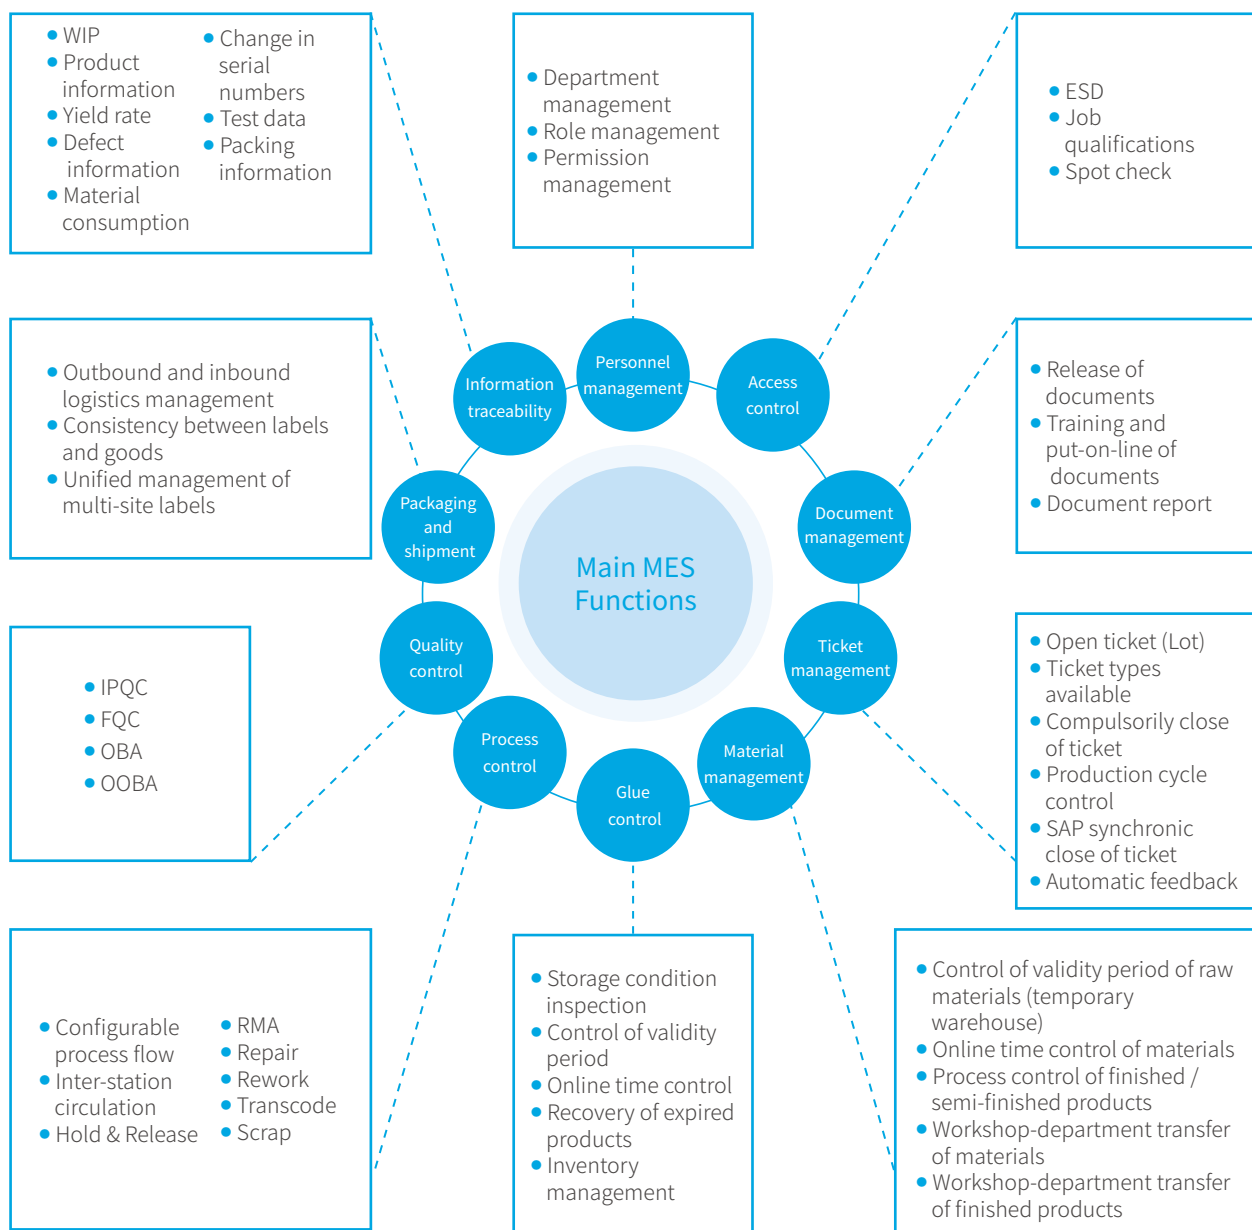 WIP
Product
information
Yield rate
Defect
information
Material
consumption
Change in
serial
numbers
Test data
Packing
information
Department
management
Role management
Permission
management
ESD
Job
qualifications
Spot check
Outbound and inbound
logistics management
Consistency between labels
and goods
Unified management of
multi-site labels
Information
traceability
Personnel
management
Access
control
Release of
documents
Training and
put-on-line of
documents
Document report
Packaging
and
shipment
Document
management
Main MES
Functions
IPQC
FQC
OBA
OOBA
Quality
control
Ticket
management
Open ticket (Lot)
Ticket types
available
Compulsorily close
of ticket
Production cycle
control
SAP synchronic
close of ticket
Automatic feedback
Process
control
Glue
control
Material
management
Configurable
process flow
Inter-station
circulation
Hold & Release
RMA
Repair
Rework
Transcode
Scrap
Storage condition
inspection
Control of validity
period
Online time control
Recovery of expired
products
Inventory
management
Control of validity period of raw
materials (temporary
warehouse)
Online time control of materials
Process control of finished /
semi-finished products
Workshop-department transfer
of materials
Workshop-department transfer
of finished products